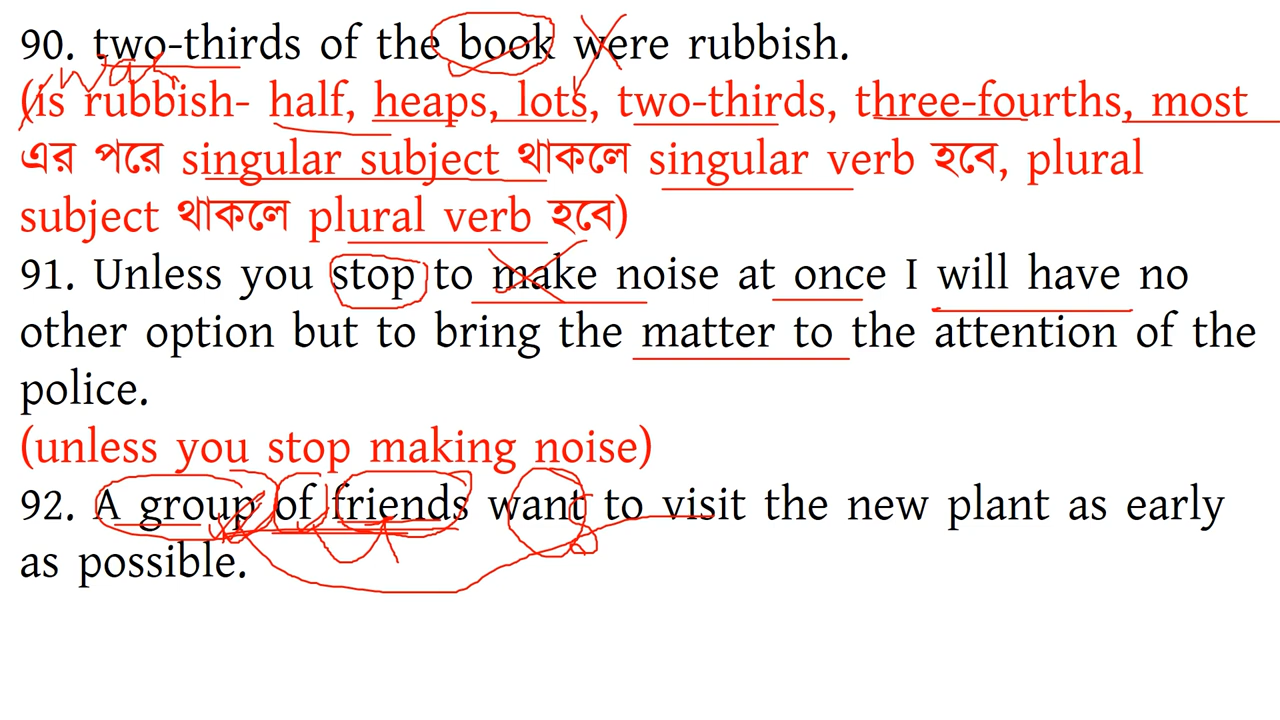 90. two-thirds of the book were rubbish.
was
(is rubbish- half, heaps, lots, two-thirds, three-fourths, most
এর পরে singular subject থাকলে singular verb হবে, plural
subject থাকলে plural verb হবে)
91. Unless you stop to make noise at once I will have no
other option but to bring the matter to the attention of the
police.
(unless you stop making noise)
92. A group of friends want to visit the new plant as early
as possible.